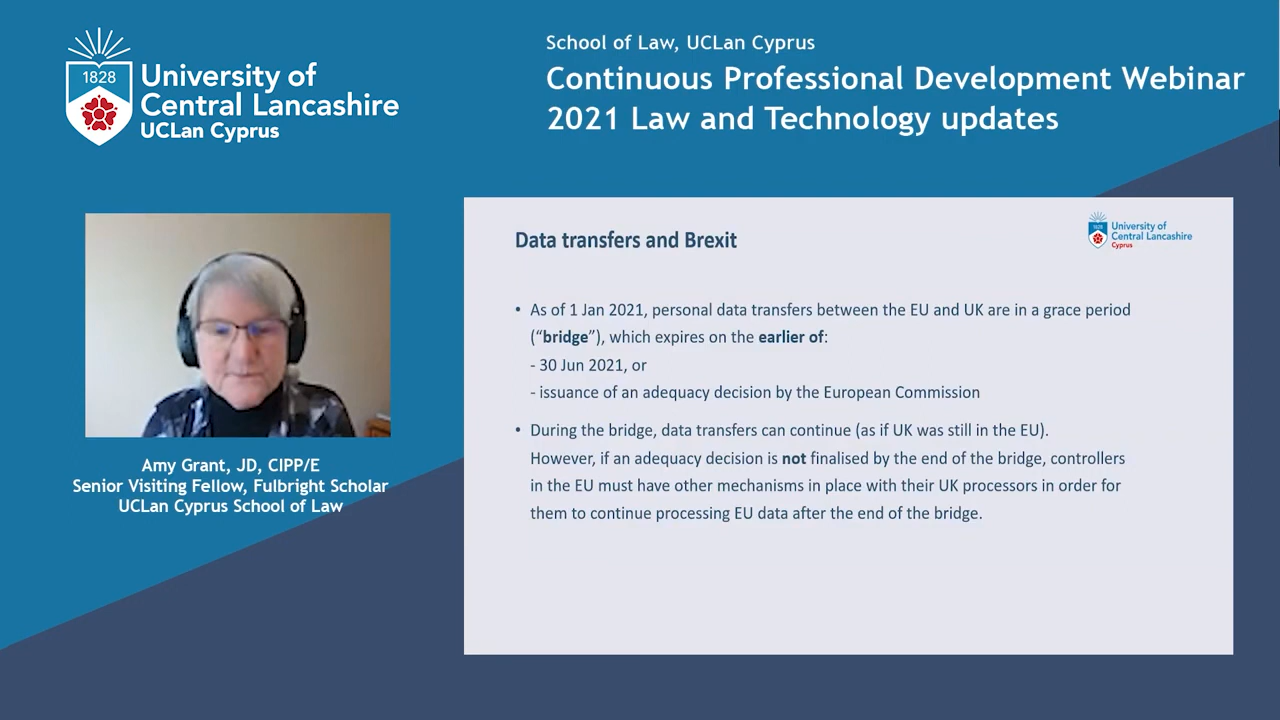 1828
University of
Central Lancashire
UCLan Cyprus
School of Law, UCLan Cyprus
Continuous Professional Development Webinar
2021 Law and Technology updates
Amy Grant, JD, CIPP/E
Senior Visiting Fellow, Fulbright Scholar
UCLan Cyprus School of Law
Data transfers and Brexit
1828
University of
Central Lancashire
Cyprus
• As of 1 Jan 2021, personal data transfers between the EU and UK are in a grace period
(“bridge”), which expires on the earlier of:
- 30 Jun 2021, or
- issuance of an adequacy decision by the European Commission
• During the bridge, data transfers can continue (as if UK was still in the EU).
However, if an adequacy decision is not finalised by the end of the bridge, controllers
in the EU must have other mechanisms in place with their UK processors in order for
them to continue processing EU data after the end of the bridge.